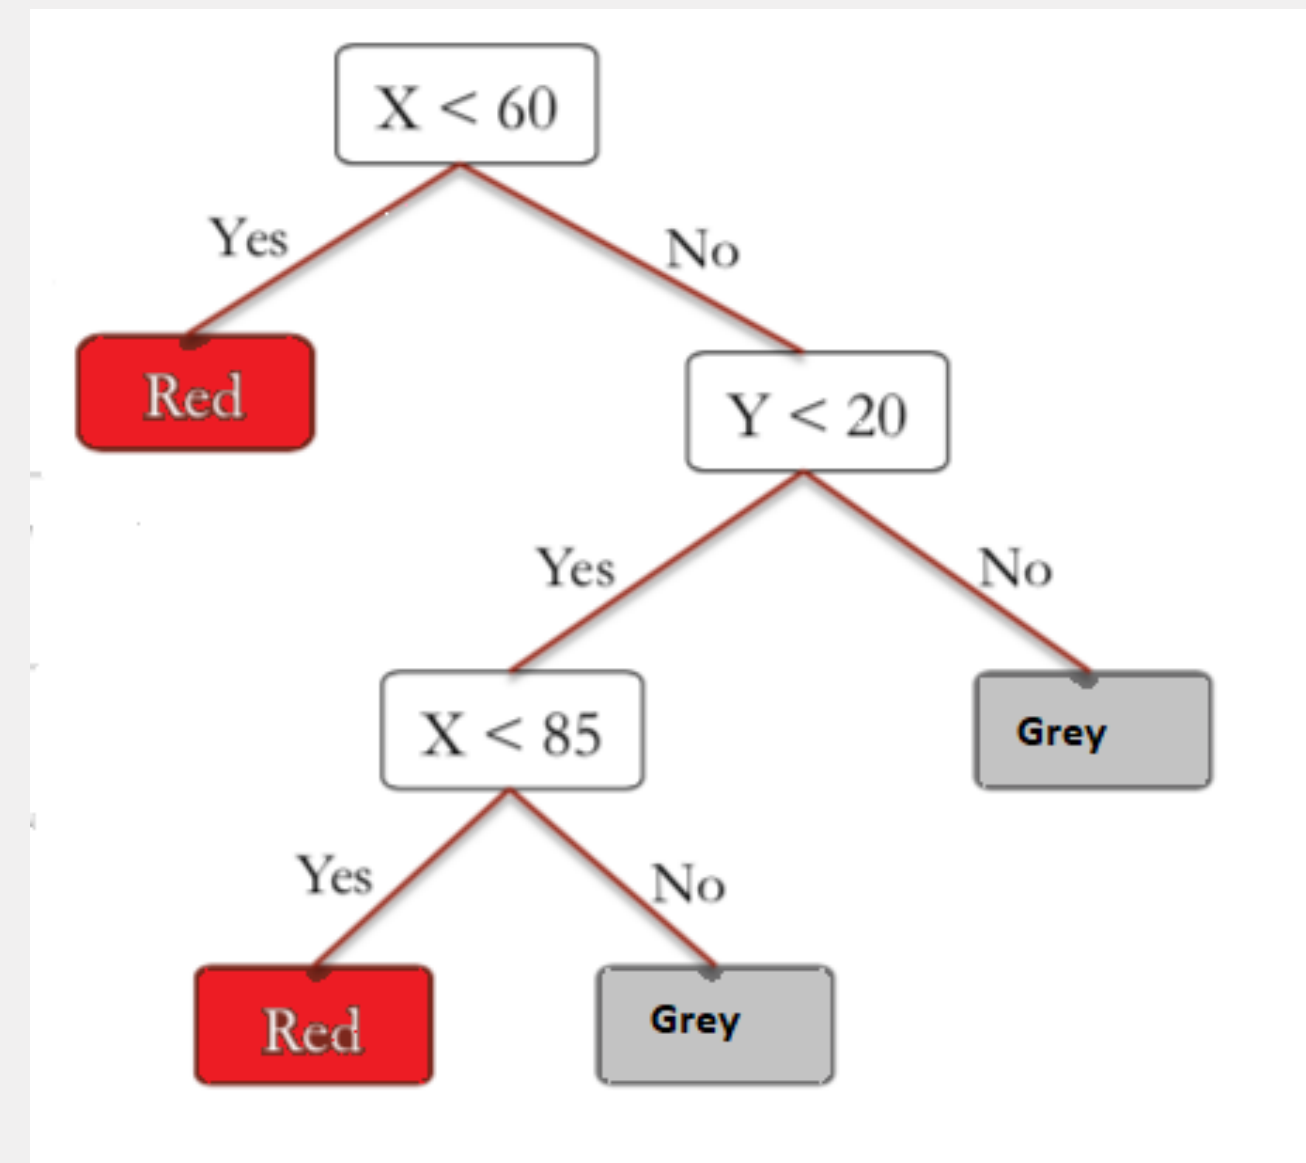 X < 60
Yes
No
Red
Y < 20
Yes
No
X < 85
Grey
Yes
No
Red
Grey